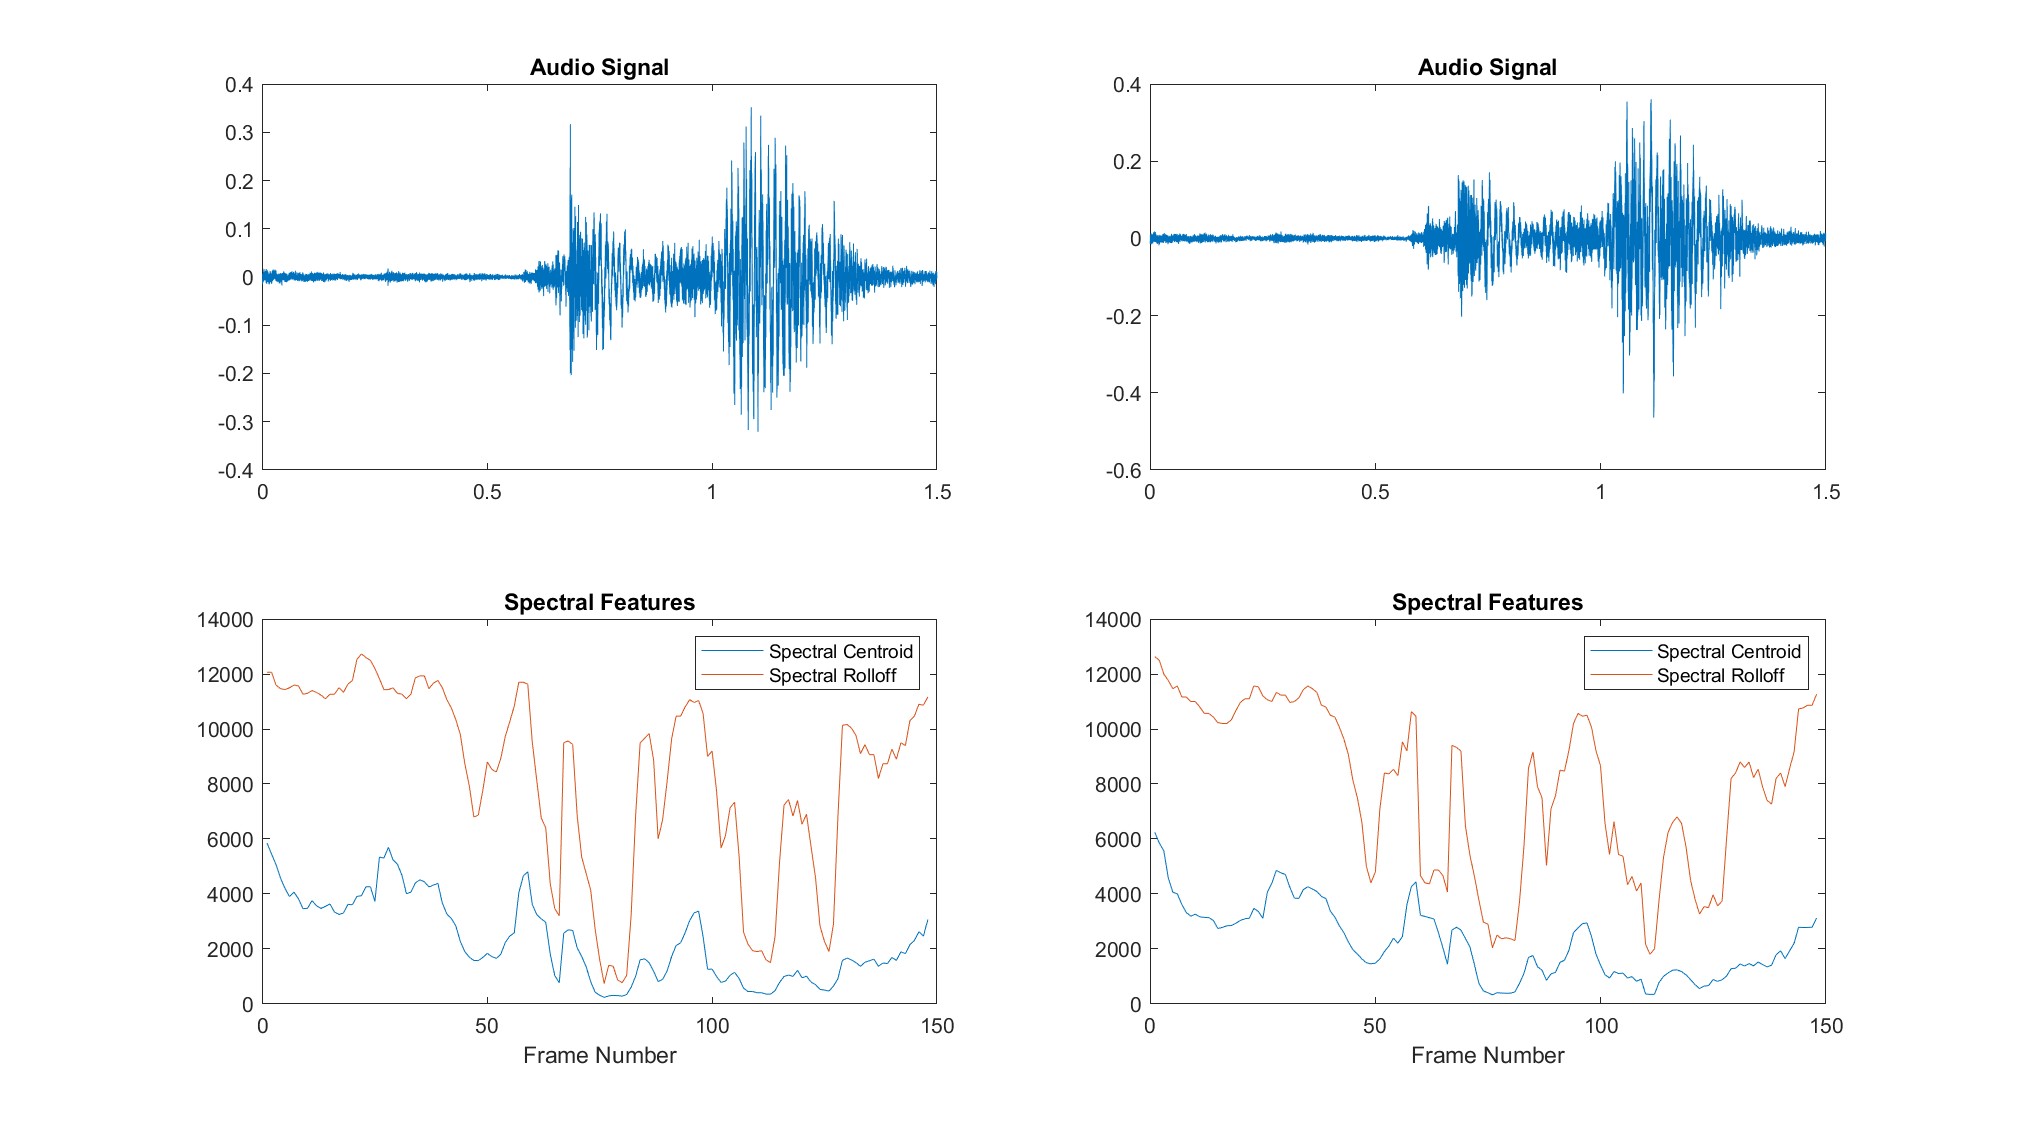 Audio Signal
0.4
0.3
0.2
0.1
0
-0.1
-0.2
-0.3
-0.4
0 0.5 1 1.5
Audio Signal
0.4
0.2
0
-0.2
-0.4
-0.6
0 0.5 1 1.5
Spectral Features
14000
12000
10000
8000
6000
4000
2000
0
Spectral Centroid
Spectral Rolloff
0 50 100 150
Frame Number
Spectral Features
14000
12000
10000
8000
6000
4000
2000
0
Spectral Centroid
Spectral Rolloff
0 50 100 150
Frame Number